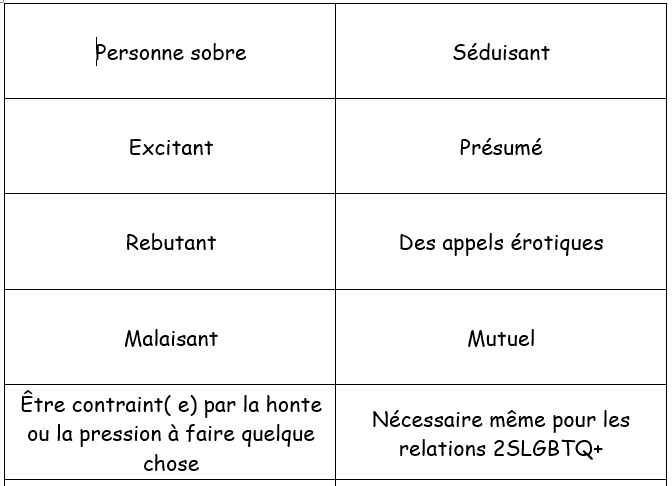 Personne sobre
Séduisant
Excitant
Présumé
Rebutant
Des appels érotiques
Malaisant
Mutuel
Être contraint( e) par la honte
ou la pression à faire quelque
chose
Nécessaire même pour les
relations 2SLGBTQ+